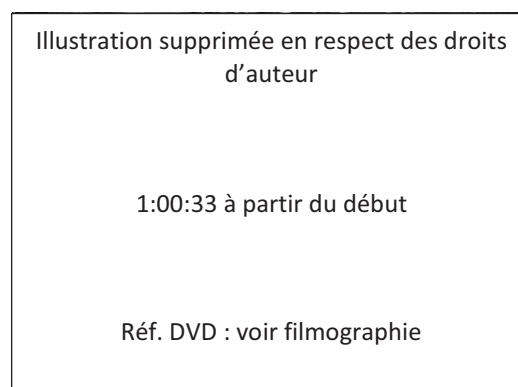 Illustration supprimée en respect des droits
d’auteur
1:00:33 à partir du début
Réf. DVD : voir filmographie